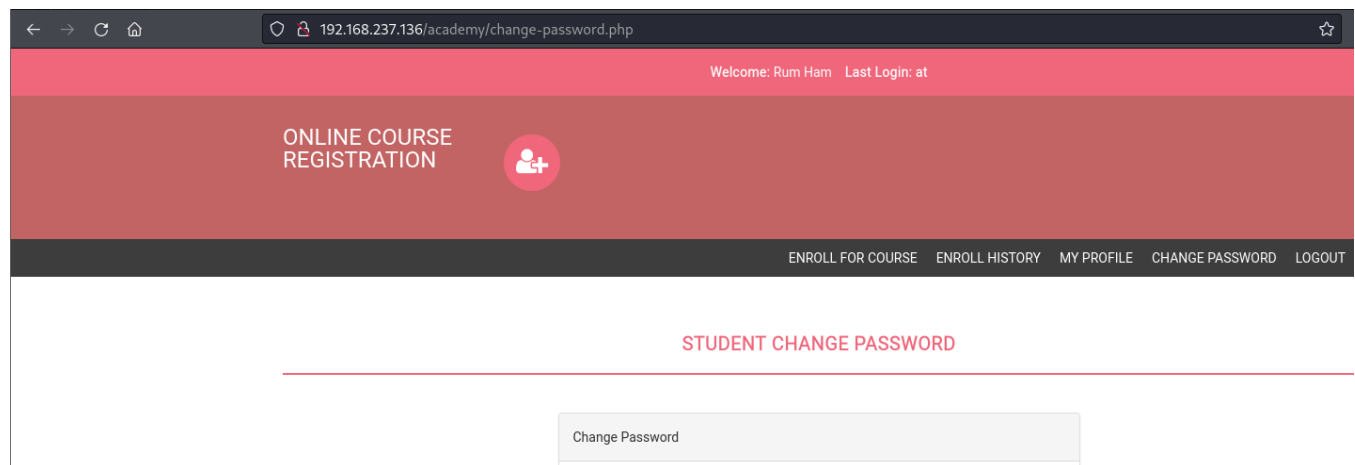 192.168.237.136/academy/change-password.php
Welcome: Rum Ham Last Login: at
ONLINE COURSE
REGISTRATION
ENROLL FOR COURSE ENROLL HISTORY MY PROFILE CHANGE PASSWORD LOGOUT
STUDENT CHANGE PASSWORD
Change Password